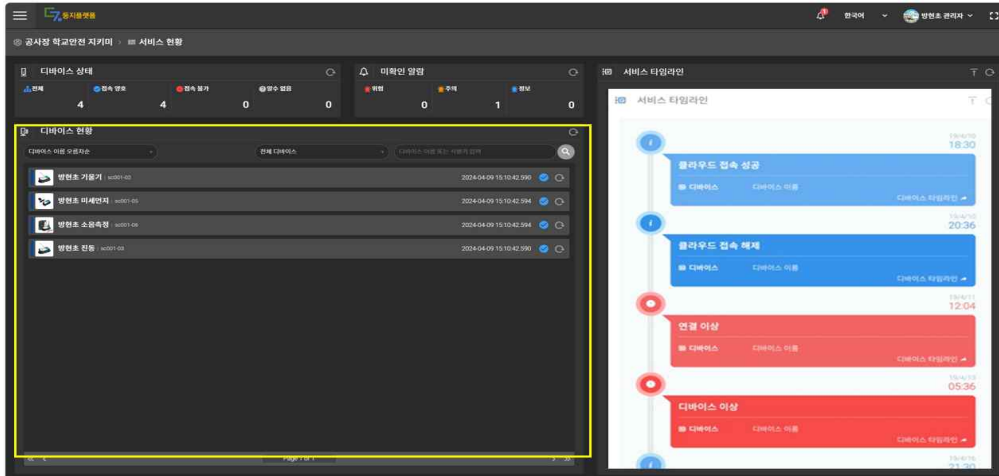 둥지플랫폼
한국어
방현초 관리자
공사장 학교안전 지키미 > 서비스 현황
디바이스 상태
전체
접속 양호
접속 불가
알수 없음
4
4
0
0
미확인 알람
위험
주의
정보
0
1
0
디바이스 현황
디바이스 이름 오름차순
전체 디바이스
방현초 기울기 sc001-02
2024-04-09 15:10:42.590
방현초 미세먼지
2024-04-09 15:10:42.594
방현초 소음측정
2024-04-09 15:10:42.594
방현초 진동 sc001-03
2024-04-09 15:10:42.590
Page 1 of 1
서비스 타임라인
서비스 타임라인
18:30
클라우드 접속 성공
디바이스
디바이스 이름
디바이스 타임라인
20:36
클라우드 접속 해제
디바이스
디바이스 이름
디바이스 타임라인
12:04
연결 이상
디바이스
디바이스 이름
디바이스 타임라인
05:36
디바이스 이상
디바이스
디바이스 이름
디바이스 타임라인
21:30